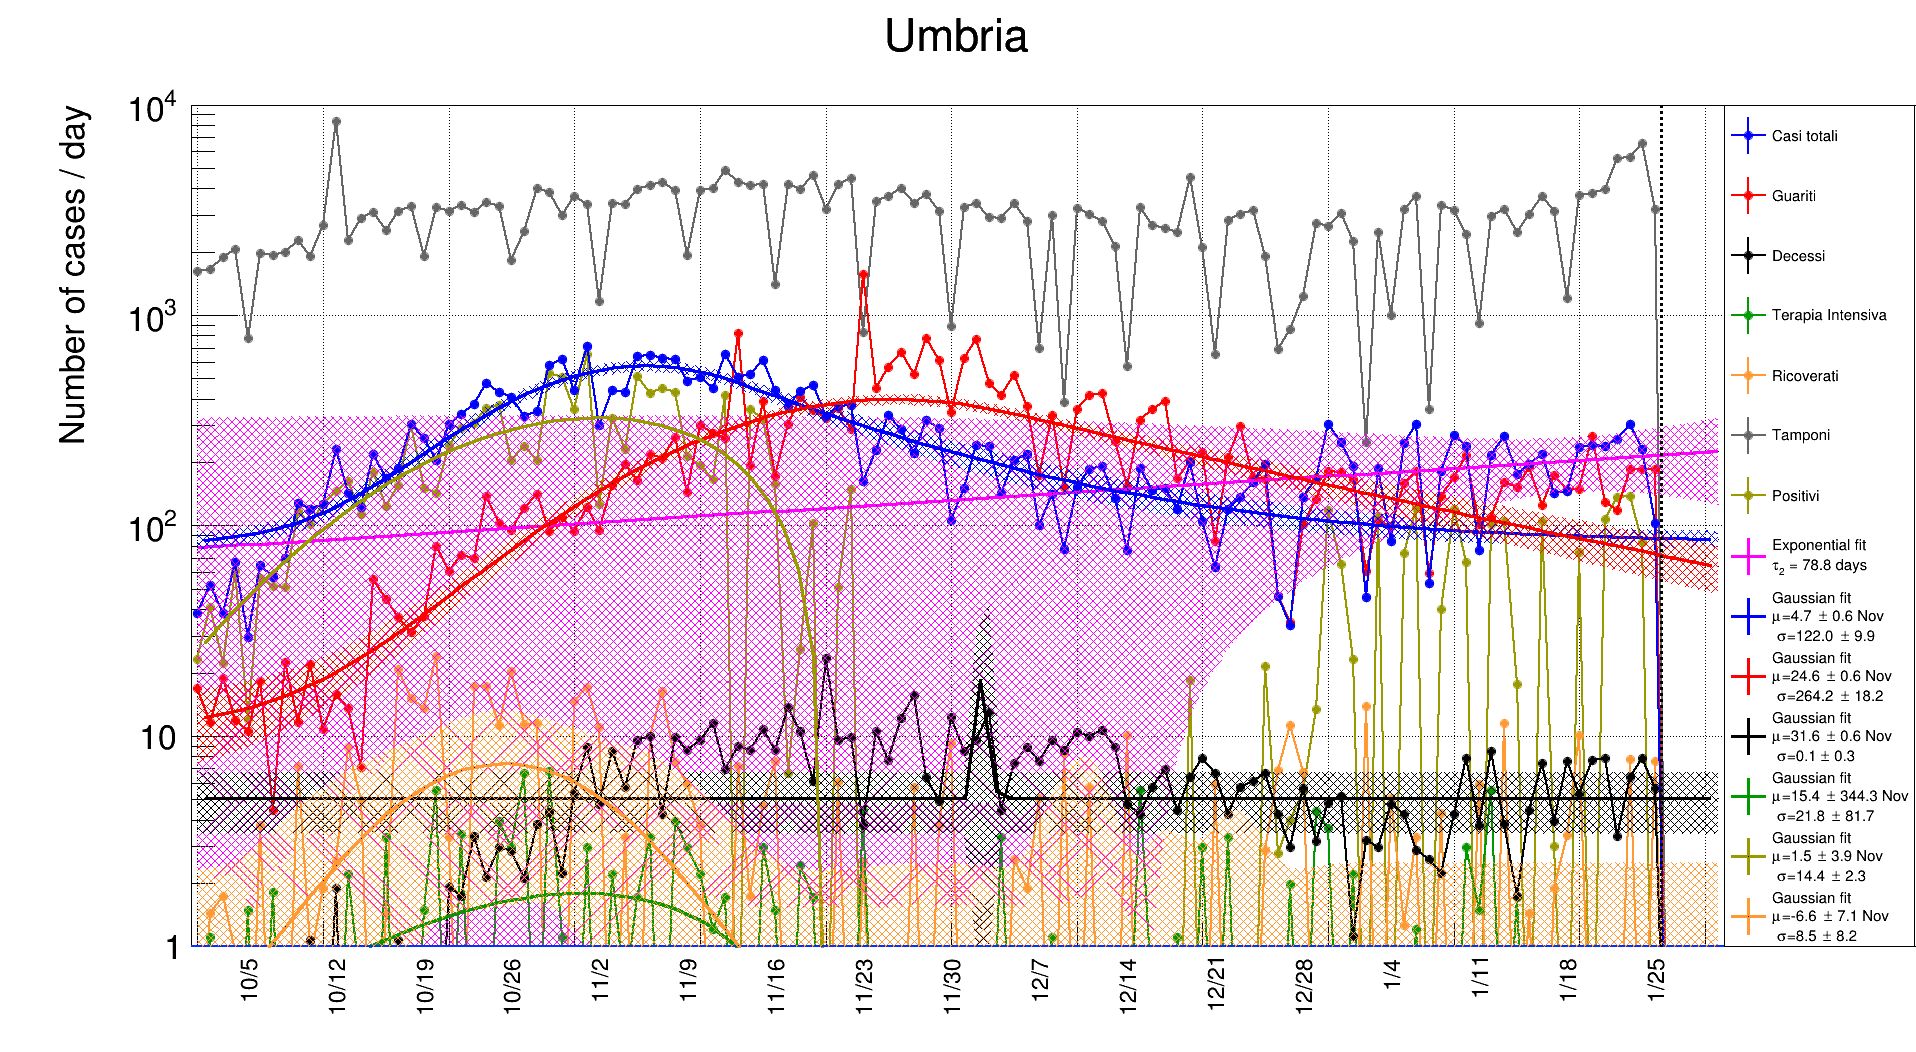 Umbria
Number of cases / day
10⁴
10³
10²
10
1
10/5
10/12
10/19
10/26
11/2
11/9
11/16
11/23
11/30
12/7
12/14
12/21
12/28
1/4
1/11
1/18
1/25
Casi totali
Guariti
Decessi
Terapia Intensiva
Ricoverati
Tamponi
Positivi
Exponential fit
τ₂ = 78.8 days
Gaussian fit
μ=4.7 ± 0.6 Nov
σ=122.0 ± 9.9
Gaussian fit
μ=24.6 ± 0.6 Nov
σ=264.2 ± 18.2
Gaussian fit
μ=31.6 ± 0.6 Nov
σ=0.1 ± 0.3
Gaussian fit
μ=15.4 ± 344.3 Nov
σ=21.8 ± 81.7
Gaussian fit
μ=1.5 ± 3.9 Nov
σ=14.4 ± 2.3
Gaussian fit
μ=-6.6 ± 7.1 Nov
σ=8.5 ± 8.2